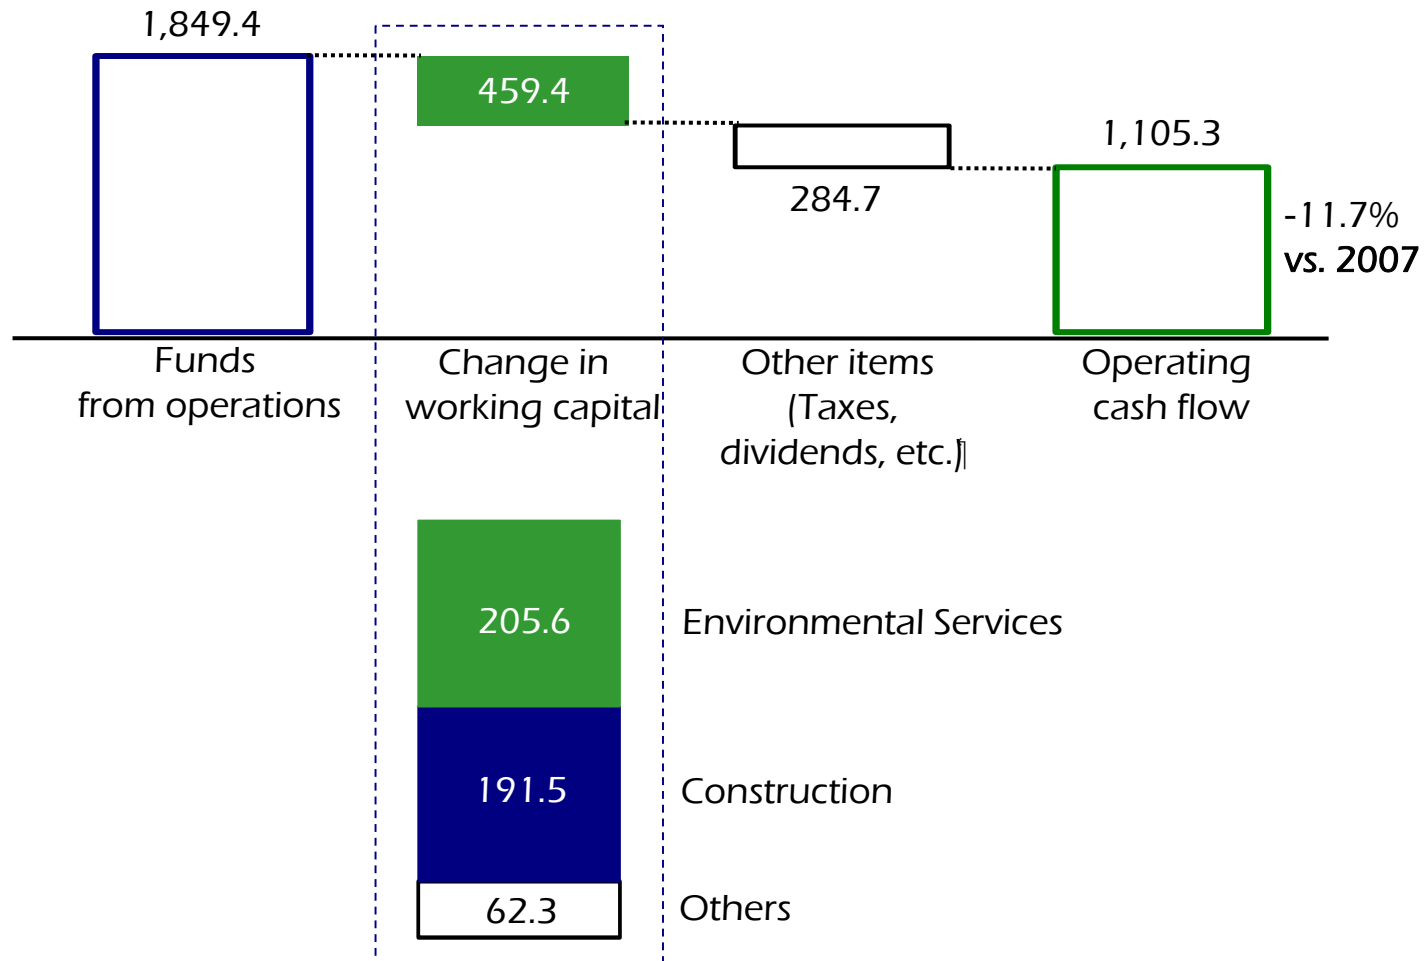 1,849.4
459.4
284.7
1,105.3
-11.7%
vs. 2007
Funds
from operations
Change in
working capital
Other items
(Taxes,
dividends, etc.)
Operating
cash flow
205.6
Environmental Services
191.5
Construction
62.3
Others